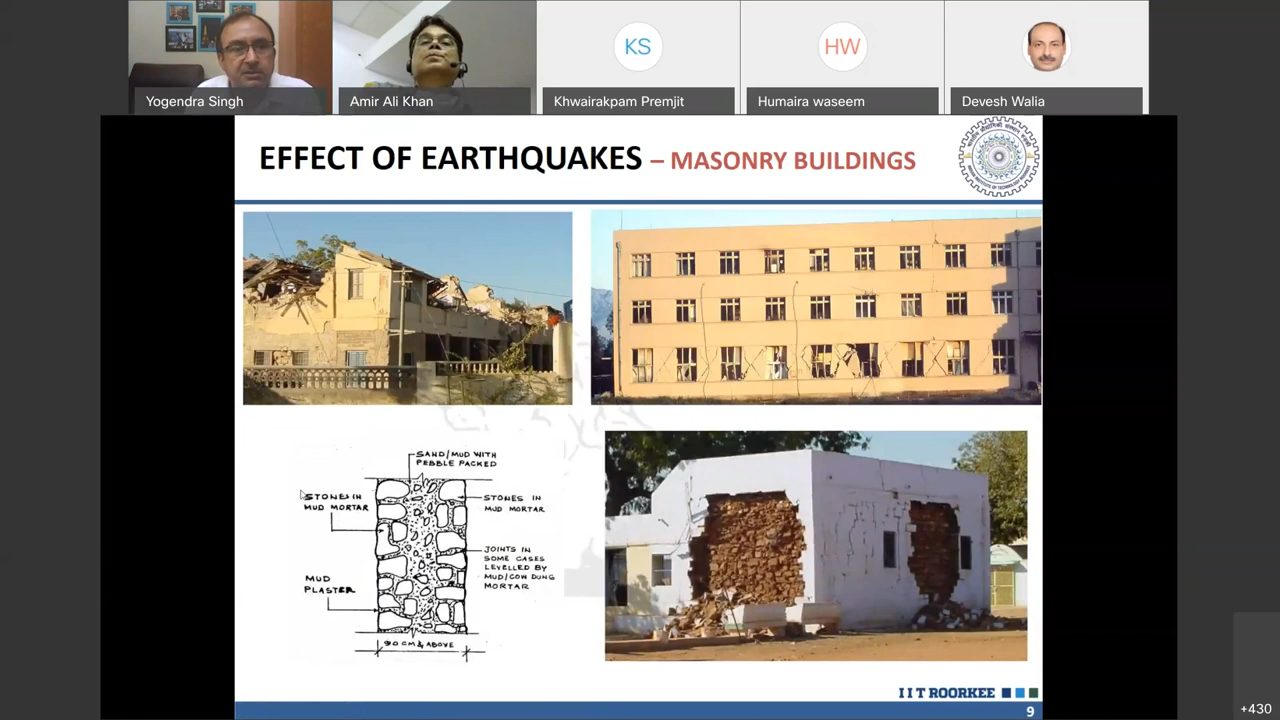 KS
HW
Yogendra Singh
Amir Ali Khan
Khwairakpam Premjit
Humaira waseem
Devesh Walia
EFFECT OF EARTHQUAKES – MASONRY BUILDINGS
SAND/MUD WITH
PEBBLE PACKED
STONES IN
MUD MORTAR
STONES IN
MUD MORTAR
JOINTS IN
SOME CASES
LEVELLED BY
MUD/COW DUNG
MORTAR
MUD
PLASTER
90 CM & ABOVE
I I T ROORKEE
9
+430